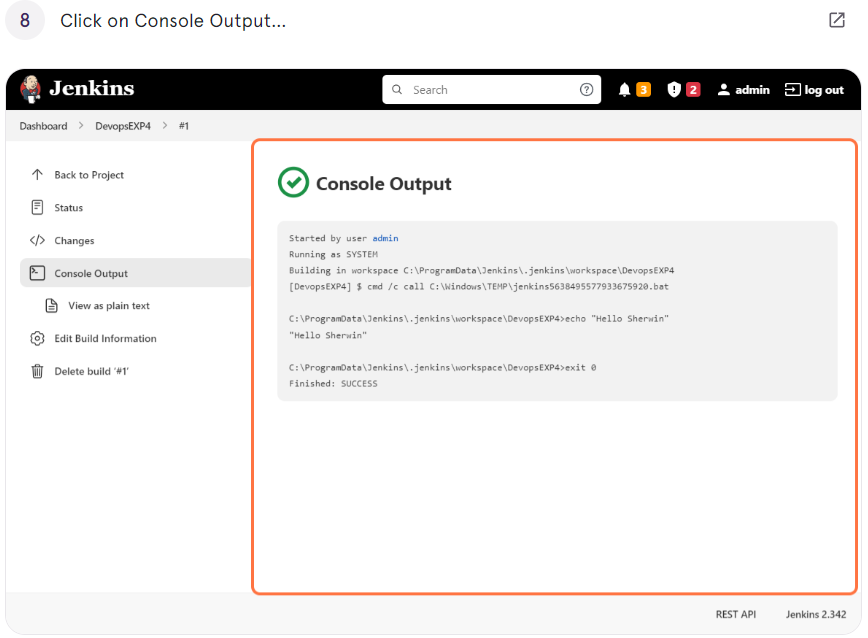 8 Click on Console Output...
Jenkins Search 3 2 admin log out
Dashboard DevopsEXP4 #1
Back to Project
Status
Changes
Console Output
View as plain text
Edit Build Information
Delete build '#1'
Console Output
Started by user admin
Running as SYSTEM
Building in workspace C:\ProgramData\Jenkins\.jenkins\workspace\DevopsEXP4
[DevopsEXP4] $ cmd /c call C:\Windows\TEMP\jenkins5638495577933675920.bat
C:\ProgramData\Jenkins\.jenkins\workspace\DevopsEXP4>echo "Hello Sherwin"
"Hello Sherwin"
C:\ProgramData\Jenkins\.jenkins\workspace\DevopsEXP4>exit 0
Finished: SUCCESS
REST API Jenkins 2.342